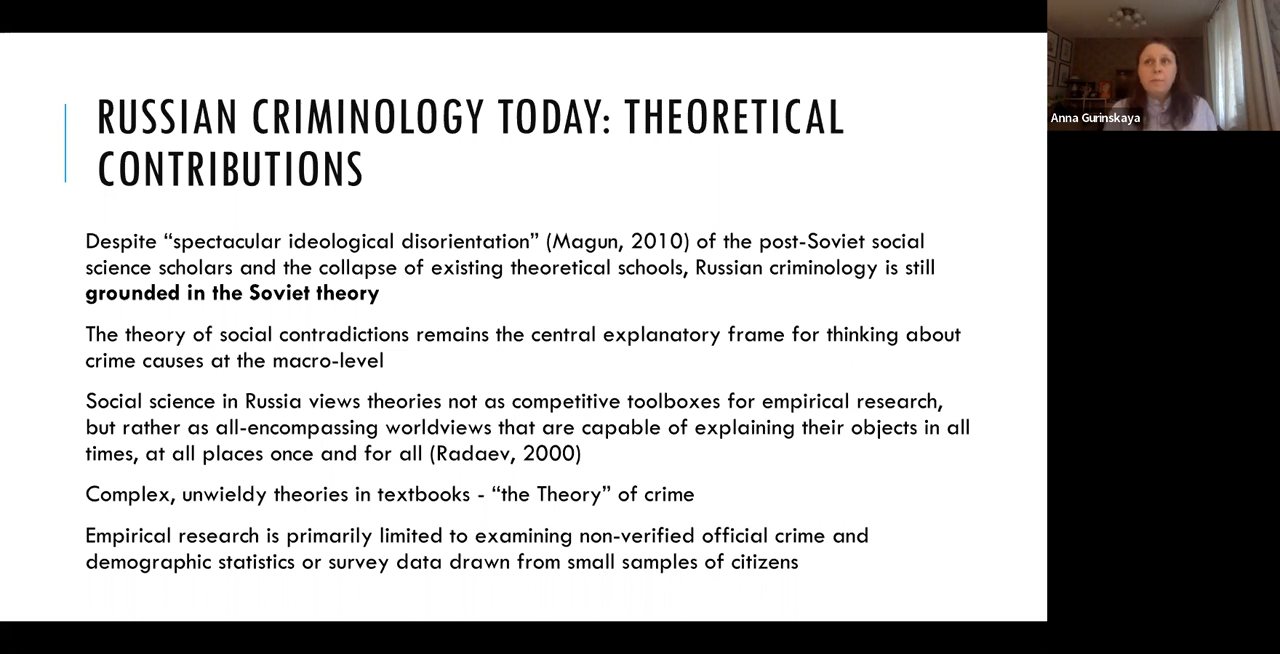 RUSSIAN CRIMINOLOGY TODAY: THEORETICAL
CONTRIBUTIONS
Despite “spectacular ideological disorientation” (Magun, 2010) of the post-Soviet social
science scholars and the collapse of existing theoretical schools, Russian criminology is still
grounded in the Soviet theory
The theory of social contradictions remains the central explanatory frame for thinking about
crime causes at the macro-level
Social science in Russia views theories not as competitive toolboxes for empirical research,
but rather as all-encompassing worldviews that are capable of explaining their objects in all
times, at all places once and for all (Radaev, 2000)
Complex, unwieldy theories in textbooks - “the Theory” of crime
Empirical research is primarily limited to examining non-verified official crime and
demographic statistics or survey data drawn from small samples of citizens
Anna Gurinskaya